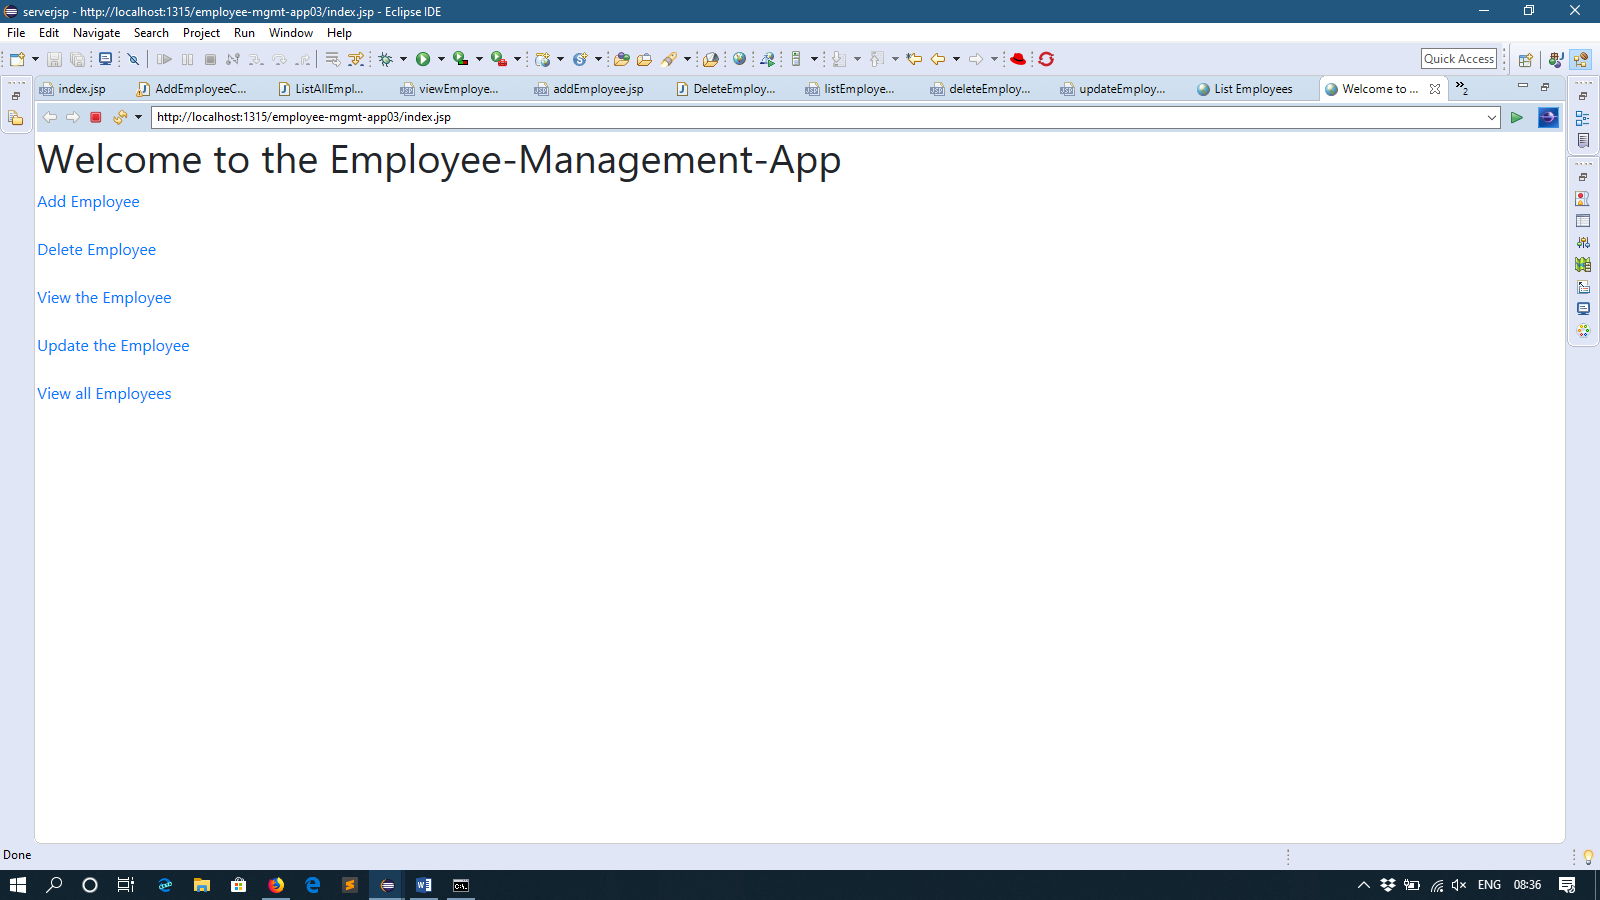 serverjsp - http://localhost:1315/employee-mgmt-app03/index.jsp - Eclipse IDE
File Edit Navigate Search Project Run Window Help
Quick Access
index.jsp AddEmployeeC... ListAllEmpl... viewEmploye... addEmployee.jsp DeleteEmploy... listEmploye... deleteEmploy... updateEmploy... List Employees Welcome to ... »2
http://localhost:1315/employee-mgmt-app03/index.jsp
Welcome to the Employee-Management-App
Add Employee
Delete Employee
View the Employee
Update the Employee
View all Employees
Done
ENG 08:36